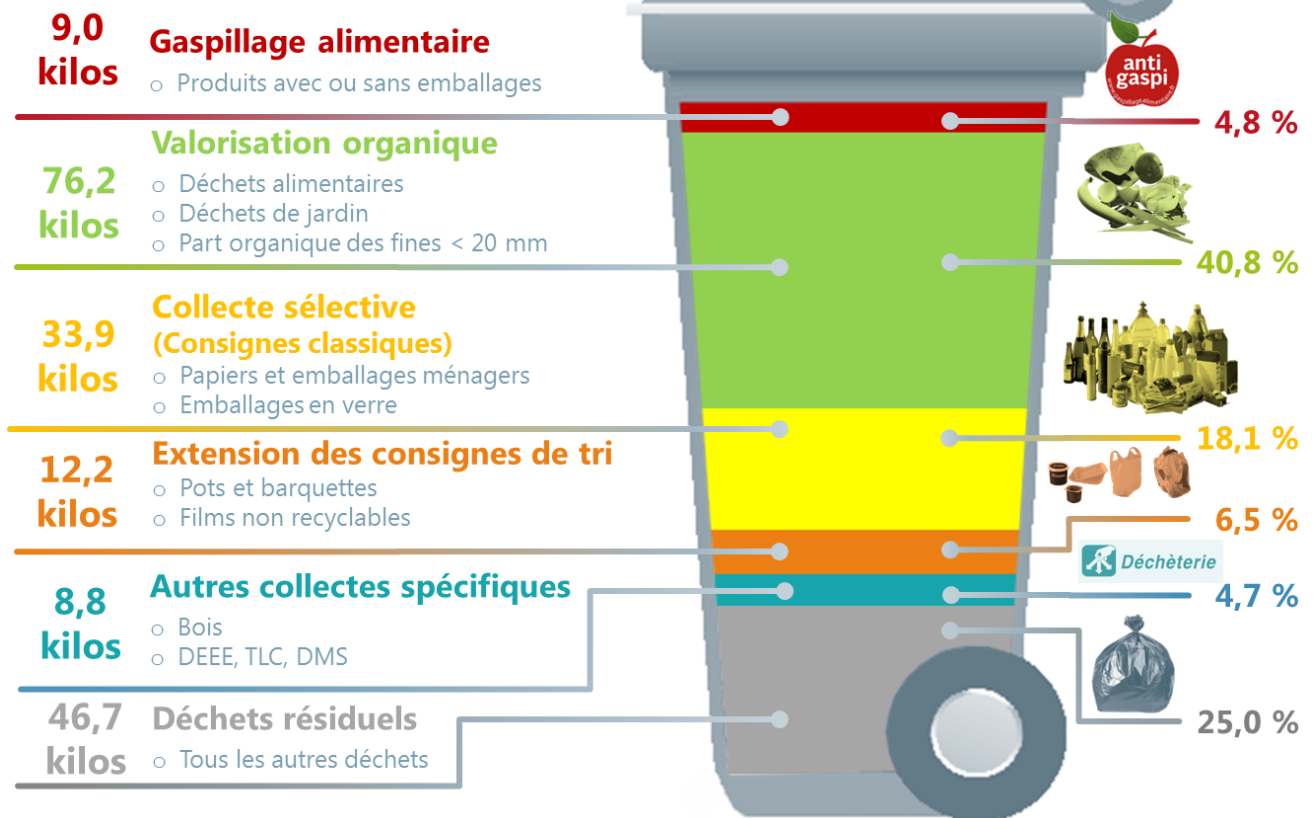 9,0
kilos
Gaspillage alimentaire
o Produits avec ou sans emballages
anti
gaspi
www.gaspillagealimentaire.fr
4,8 %
76,2
kilos
Valorisation organique
o Déchets alimentaires
o Déchets de jardin
o Part organique des fines < 20 mm
40,8 %
33,9
kilos
Collecte sélective
(Consignes classiques)
o Papiers et emballages ménagers
o Emballages en verre
18,1 %
12,2
kilos
Extension des consignes de tri
o Pots et barquettes
o Films non recyclables
6,5 %
Déchèterie
8,8
kilos
Autres collectes spécifiques
o Bois
o DEEE, TLC, DMS
4,7 %
46,7
kilos
Déchets résiduels
o Tous les autres déchets
25,0 %